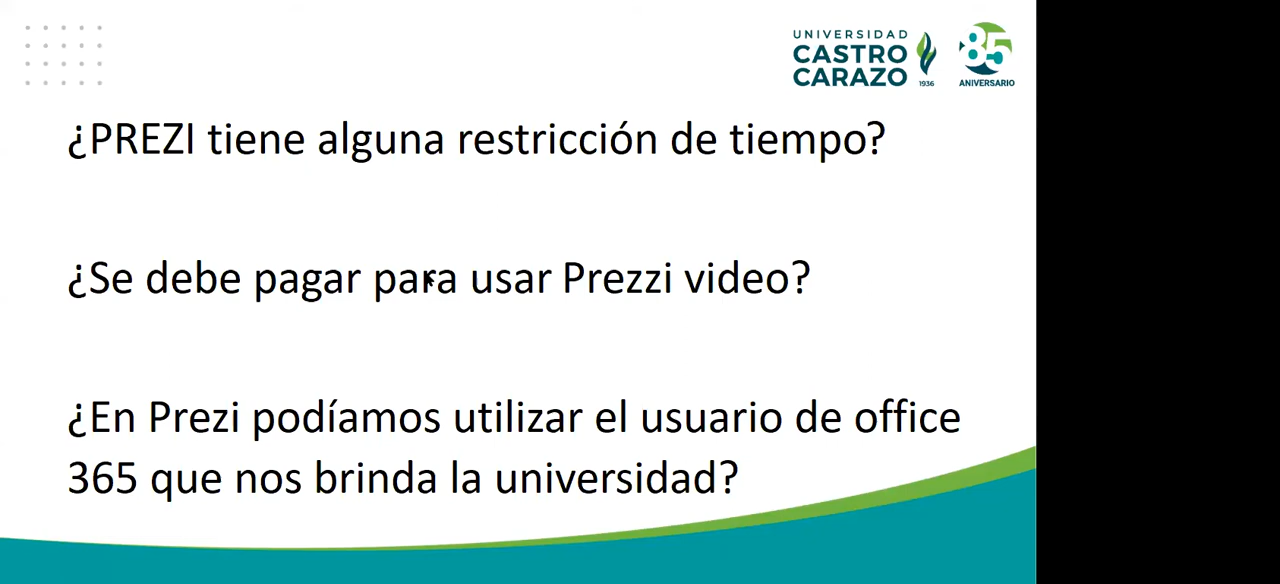 UNIVERSIDAD
CASTRO
CARAZO
1936
85
ANIVERSARIO
¿PREZI tiene alguna restricción de tiempo?
¿Se debe pagar para usar Prezzi video?
¿En Prezi podíamos utilizar el usuario de office
365 que nos brinda la universidad?